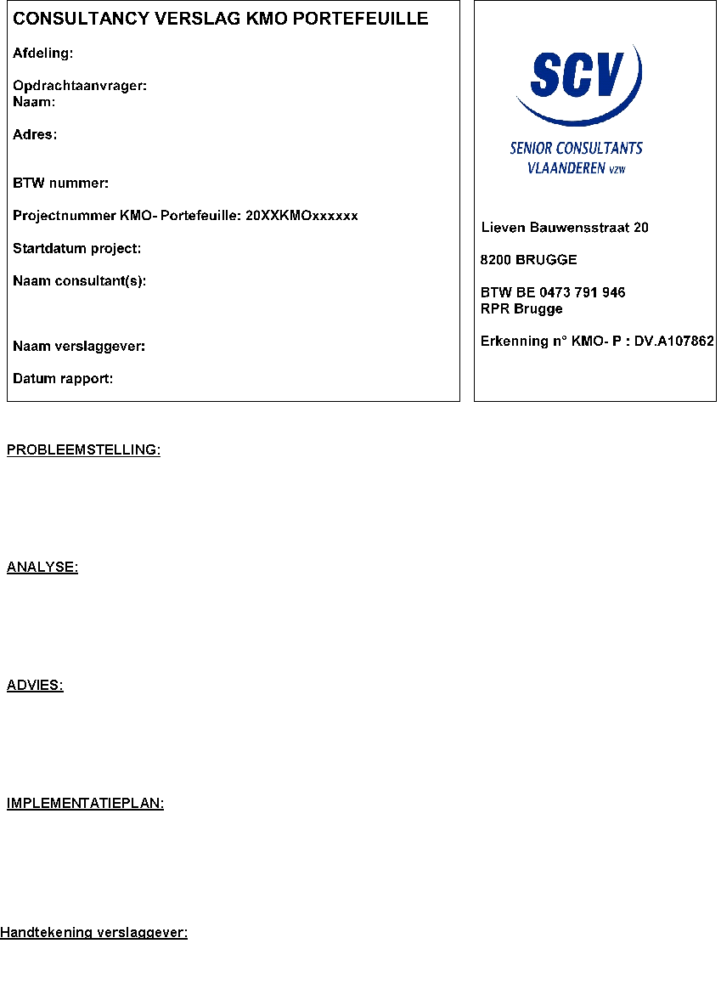 CONSULTANCY VERSLAG KMO PORTEFEUILLE
Afdeling:
Opdrachtaanvrager:
Naam:
Adres:
BTW nummer:
Projectnummer KMO- Portefeuille: 20XXKMOxxxxxx
Startdatum project:
Naam consultant(s):
Naam verslaggever:
Datum rapport:
SCV
SENIOR CONSULTANTS
VLAANDEREN VZW
Lieven Bauwensstraat 20
8200 BRUGGE
BTW BE 0473 791 946
RPR Brugge
Erkenning n° KMO- P : DV.A107862
PROBLEEMSTELLING:
ANALYSE:
ADVIES:
IMPLEMENTATIEPLAN:
Handtekening verslaggever: